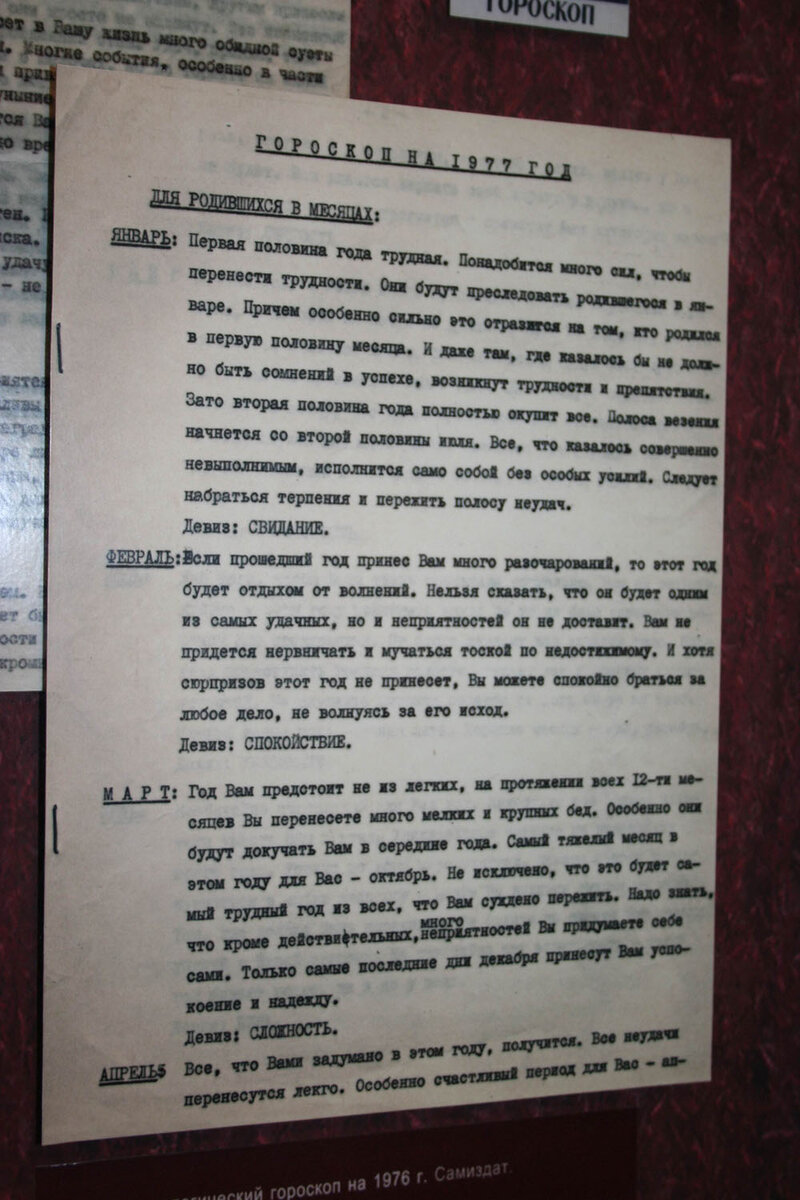 ГОРОСКОП
ет в Вашу жизнь много обидной суеты
Многие события, особенно в части
ГОРОСКОП НА 1977 ГОД
ДЛЯ РОДИВШИХСЯ В МЕСЯЦАХ:
ЯНВАРЬ: Первая половина года трудная. Понадобится много сил, чтобы
перенести трудности. Они будут преследовать родившегося в ян-
варе. Причем особенно сильно это отразится на том, кто родился
в первую половину месяца. И даже там, где казалось бы не долж-
но быть сомнений в успехе, возникнут трудности и препятствия.
Зато вторая половина года полностью окупит все. Полоса везения
начнется со второй половины июля. Все, что казалось совершенно
невыполнимым, исполнится само собой без особых усилий. Следует
набраться терпения и пережить полосу неудач.
Девиз: СВИДАНИЕ.
ФЕВРАЛЬ: Если прошедший год принес Вам много разочарований, то этот год
будет отдыхом от волнений. Нельзя сказать, что он будет одним
из самых удачных, но и неприятностей он не доставит. Вам не
придется нервничать и мучаться тоской по недостижимому. И хотя
сюрпризов этот год не принесет, Вы можете спокойно браться за
любое дело, не волнуясь за его исход.
Девиз: СПОКОЙСТВИЕ.
МАРТ: Год Вам предстоит не из легких, на протяжении всех 12-ти ме-
сяцев Вы перенесете много мелких и крупных бед. Особенно они
будут докучать Вам в середине года. Самый тяжелый месяц в
этом году для Вас - октябрь. Не исключено, что это будет са-
мый трудный год из всех, что Вам суждено пережить. Надо знать,
много
что кроме действительных, неприятностей Вы придумаете себе
сами. Только самые последние дни декабря принесут Вам успо-
коение и надежду.
Девиз: СЛОЖНОСТЬ.
АПРЕЛЬ: Все, что Вами задумано в этом году, получится. Все неудачи
перенесутся легко. Особенно счастливый период для Вас - ап-
гороскоп на 1976 г. Самиздат.